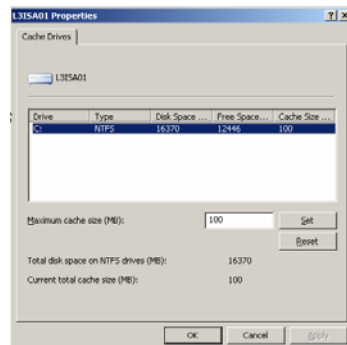 L3ISA01 Properties
Cache Drives
L3ISA01
Drive Type Disk Space ... Free Space... Cache Size ...
C: NTFS 16370 12446 100
Maximum cache size (MB): 100 Set
Reset
Total disk space on NTFS drives (MB): 16370
Current total cache size (MB): 100
OK Cancel Apply